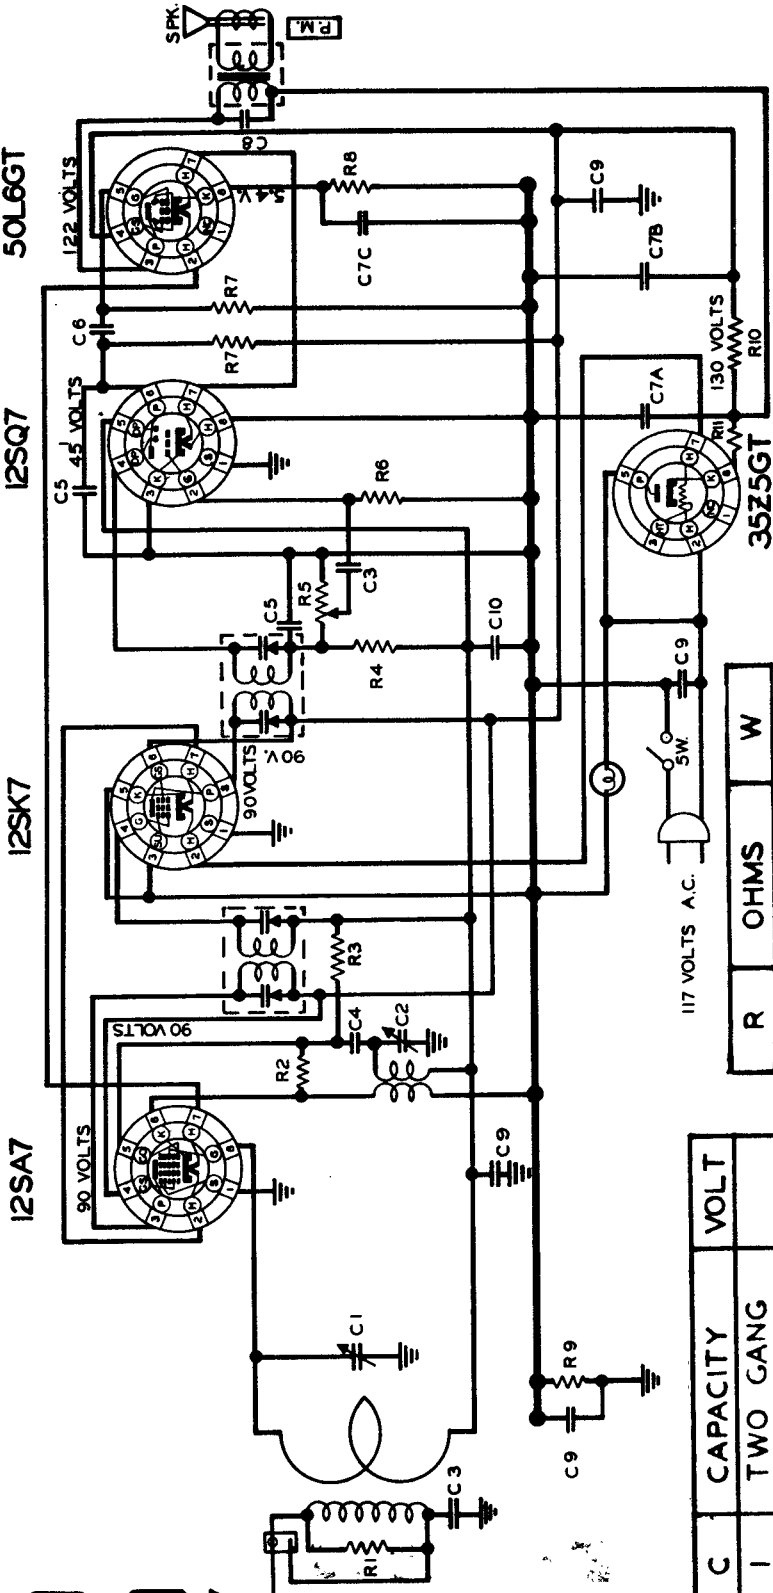 12SA7
12SK7
12SQ7
50L6GT
SPK.
P.M.
90 VOLTS
90 VOLTS
90 VOLTS
90 V.
45 VOLTS
122 VOLTS
C5
C6
C8
R7
R7
R8
C7C
R2
C4
C2
R3
C5
R5
C3
R4
R6
C10
C1
C9
C9
C7B
C7A
130 VOLTS
R10
R11
35Z5GT
C3
R1
C9
R9
117 VOLTS A.C.
SW.
C9
C CAPACITY VOLT
1 TWO GANG
R OHMS W